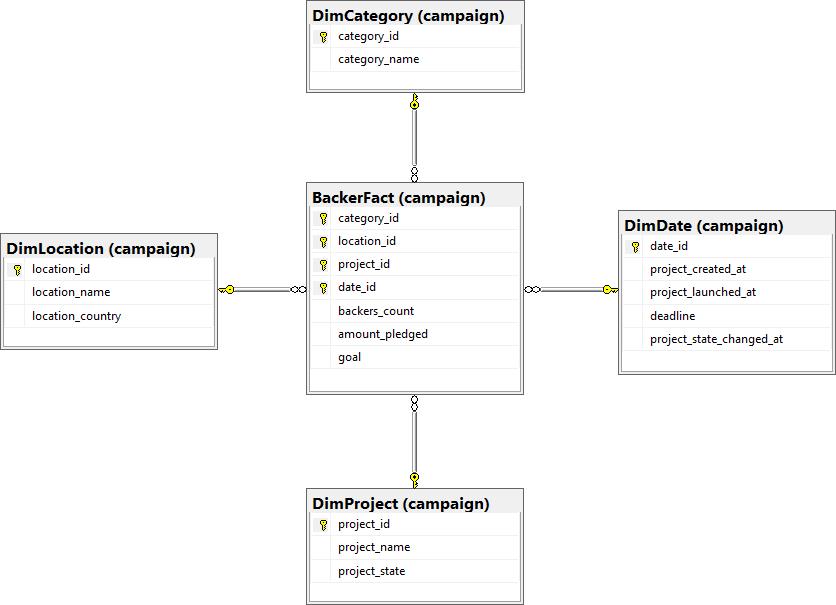 DimCategory (campaign)
category_id
category_name
BackerFact (campaign)
category_id
location_id
project_id
date_id
backers_count
amount_pledged
goal
DimLocation (campaign)
location_id
location_name
location_country
DimDate (campaign)
date_id
project_created_at
project_launched_at
deadline
project_state_changed_at
DimProject (campaign)
project_id
project_name
project_state